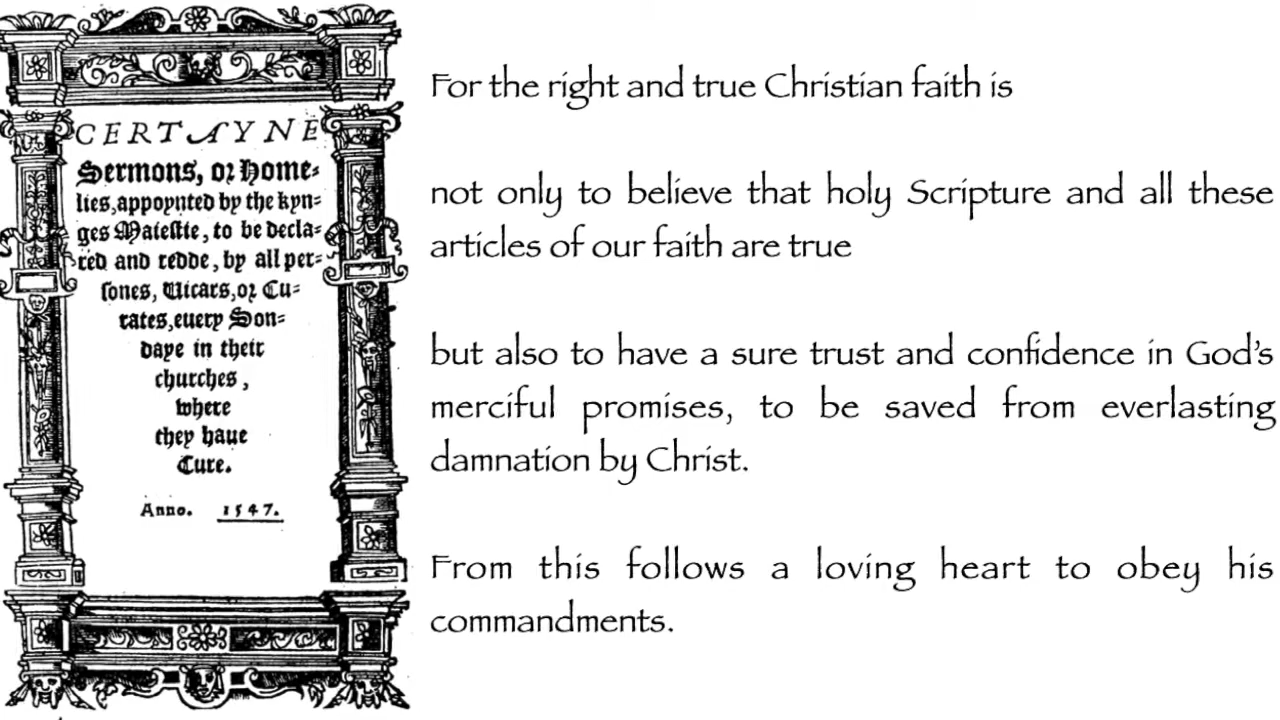 CERTAYNE
Sermons, oꝛ Home=
lies,appoynted by the kyn=
ges Maiestie, to be decla=
red and redde, by all per=
sones, Uicars,oꝛ Cu=
rates,euery Son=
daye in their
churches,
where
they haue
Cure.
Anno. 1547.
For the right and true Christian faith is
not only to believe that holy Scripture and all these
articles of our faith are true
but also to have a sure trust and confidence in God's
merciful promises, to be saved from everlasting
damnation by Christ.
From this follows a loving heart to obey his
commandments.